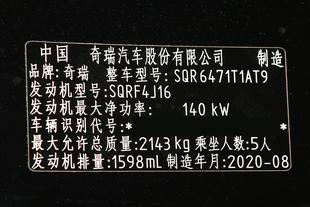 中国 奇瑞汽车股份有限公司 制造
品牌:奇瑞 整车型号:SQR6471T1AT9
发动机型号:SQRF4J16
发动机最大净功率: 140 kW
车辆识别代号:* *
最大允许总质量:2143 kg 乘坐人数:5人
发动机排量:1598mL 制造年月:2020-08